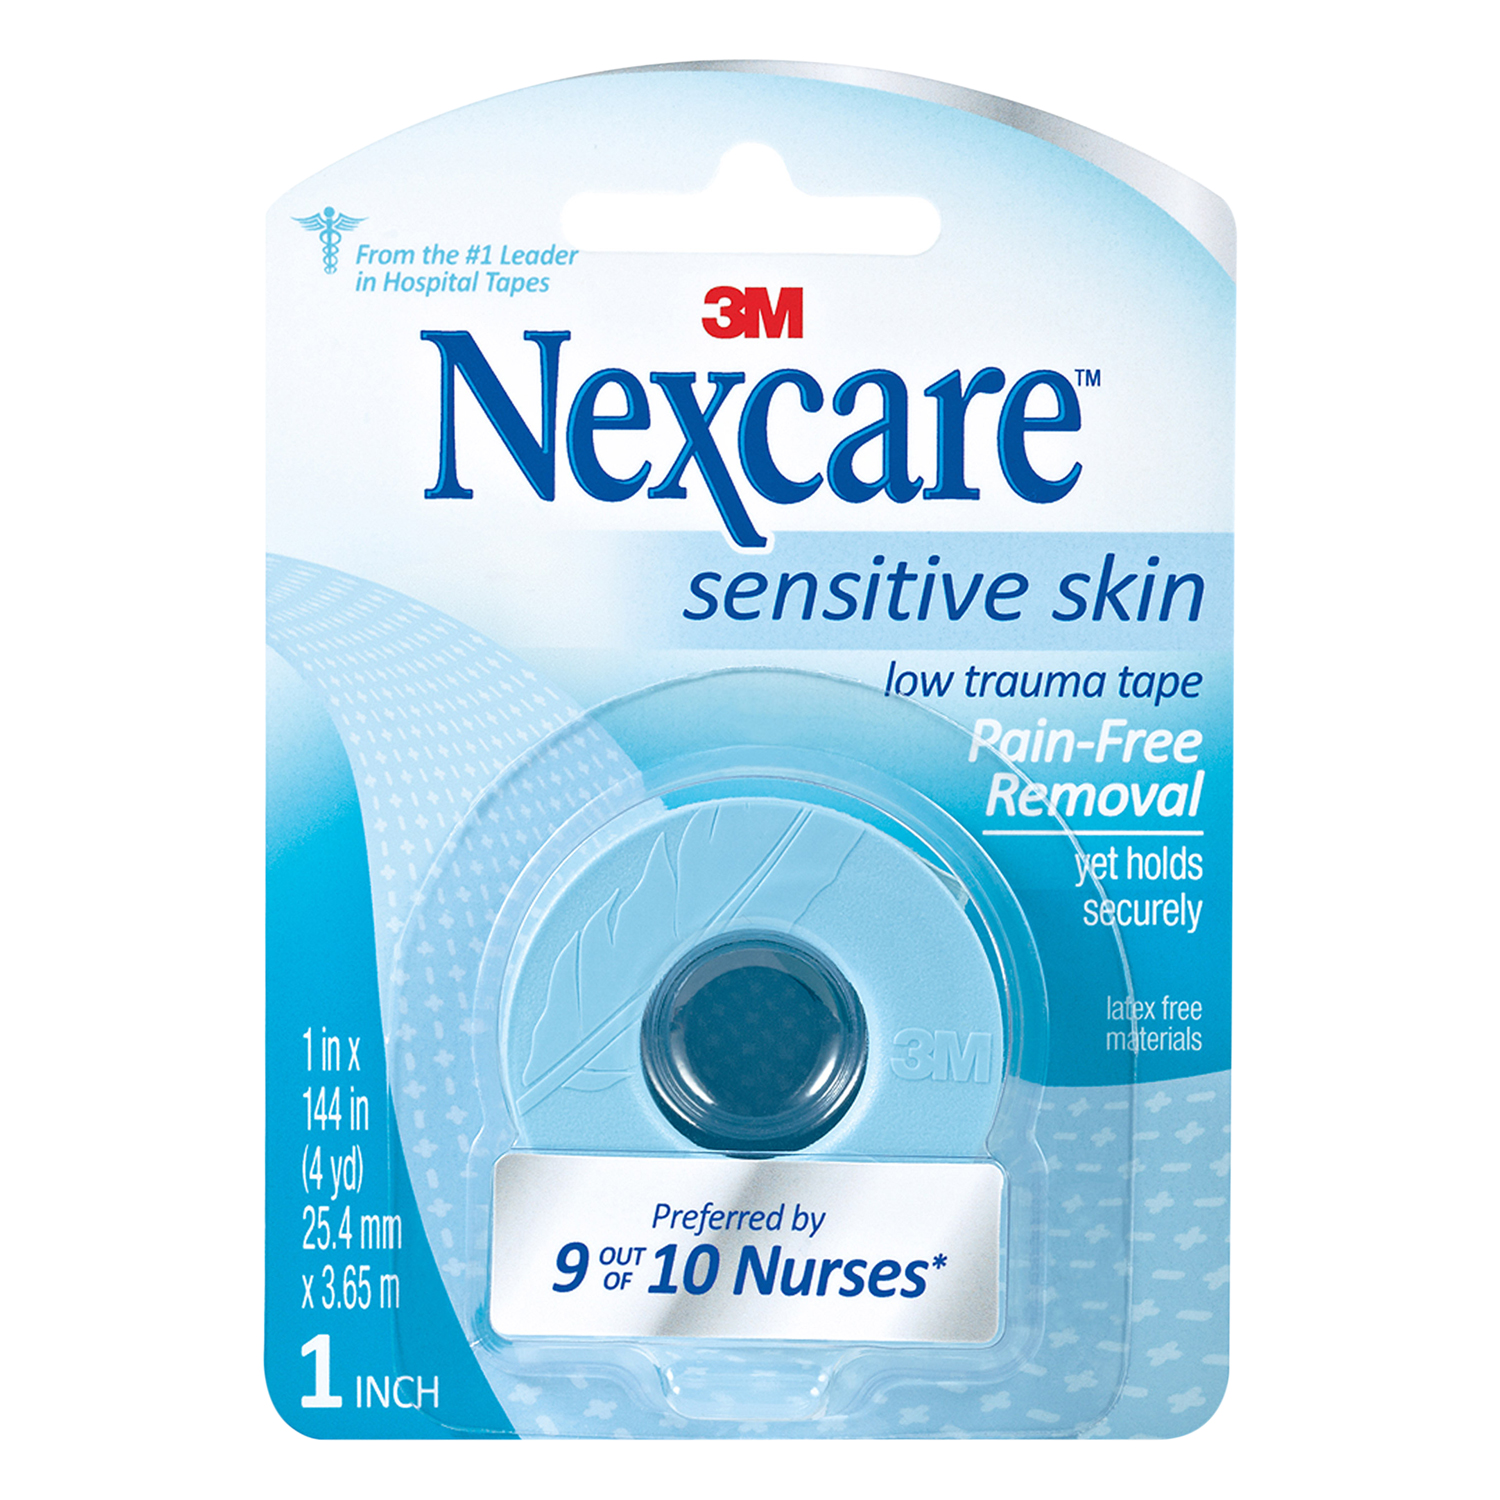 From the #1 Leader
in Hospital Tapes
3M
Nexcare™
sensitive skin
low trauma tape
Pain-Free
Removal
yet holds
securely
latex free
materials
3M
1 in x
144 in
(4 yd)
25.4 mm
x 3.65 m
1 INCH
Preferred by
9 OUT OF 10 Nurses*